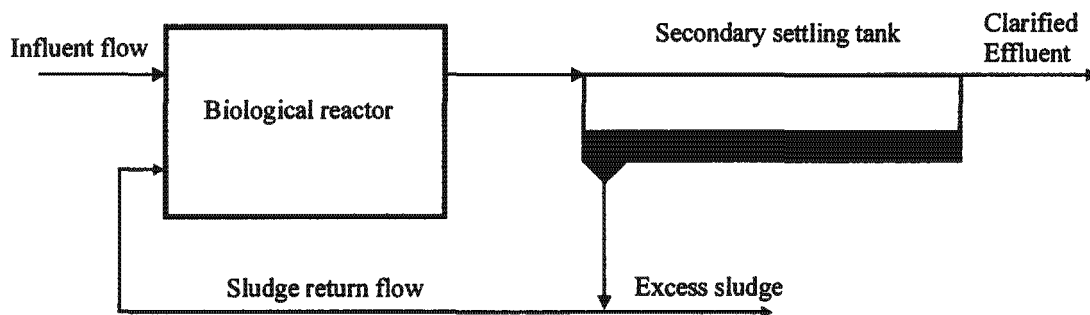 Influent flow
Biological reactor
Secondary settling tank
Clarified
Effluent
Sludge return flow
Excess sludge